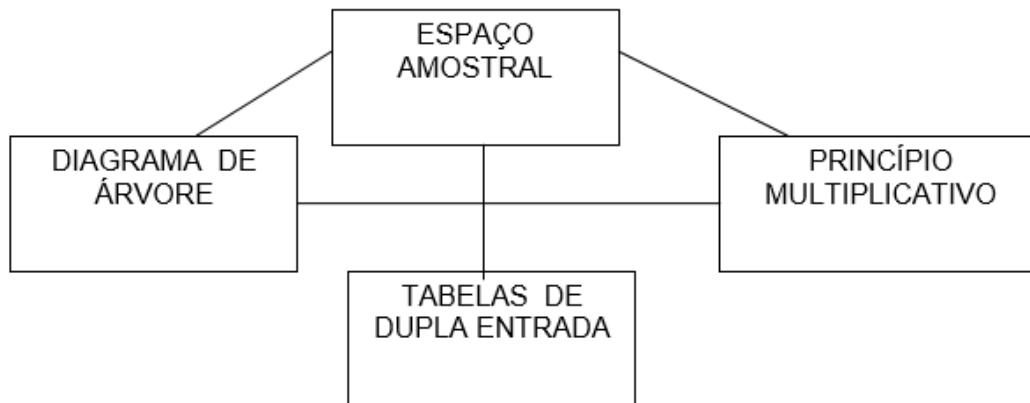 ESPAÇO
AMOSTRAL
DIAGRAMA DE
ÁRVORE
PRINCÍPIO
MULTIPLICATIVO
TABELAS DE
DUPLA ENTRADA